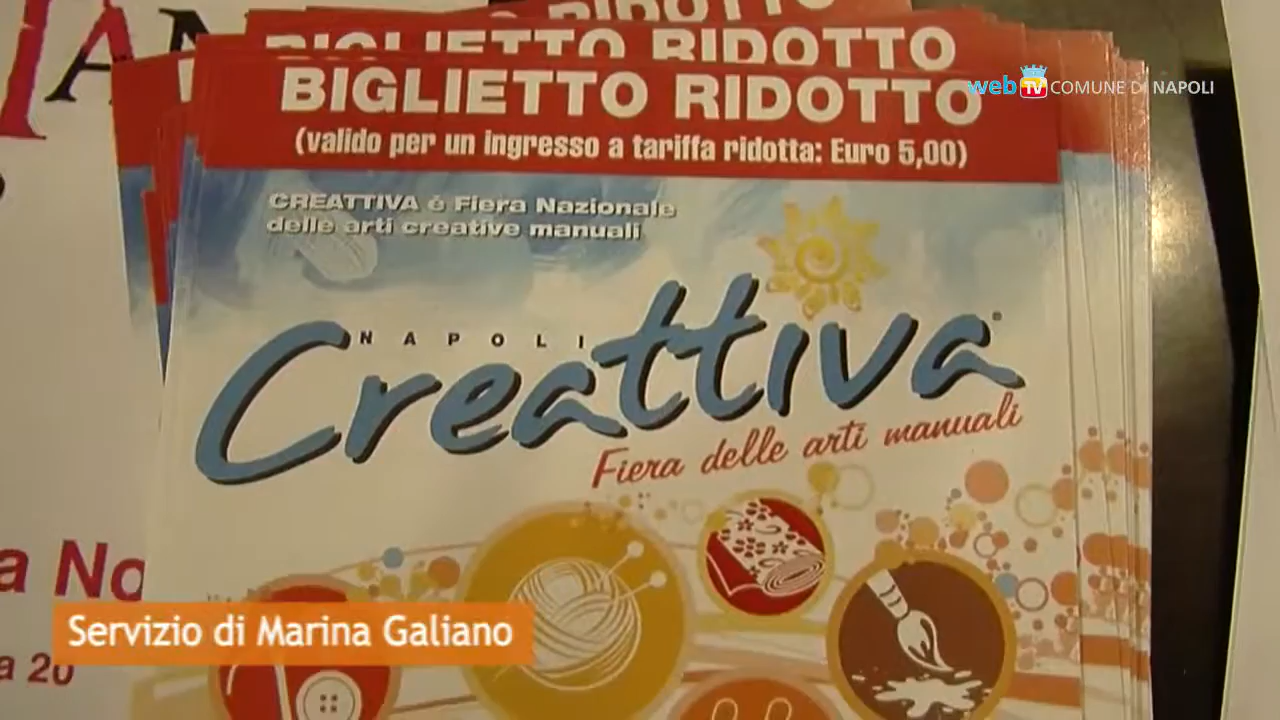 BIGLIETTO RIDOTTO
BIGLIETTO RIDOTTO
(valido per un ingresso a tariffa ridotta: Euro 5,00)
web TV COMUNE DI NAPOLI
CREATTIVA é Fiera Nazionale
delle arti creative manuali
NAPOLI
Creattiva
Fiera delle arti manuali
Servizio di Marina Galiano
a 20